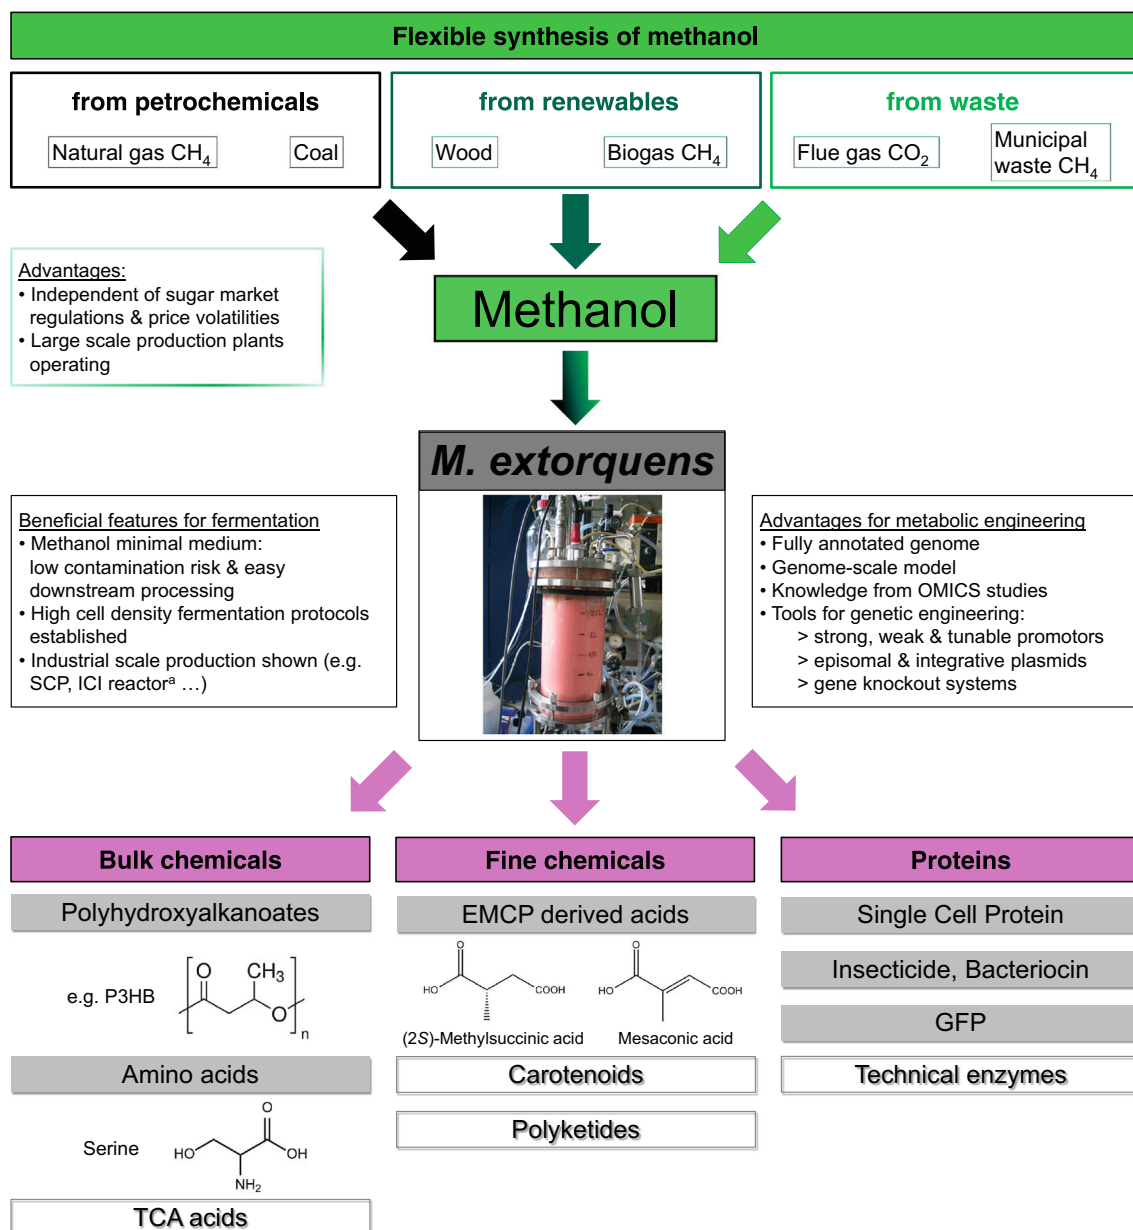 Flexible synthesis of methanol
from petrochemicals
Natural gas CH₄
Coal
from renewables
Wood
Biogas CH₄
from waste
Flue gas CO₂
Municipal
waste CH₄
Advantages:
• Independent of sugar market
regulations & price volatilities
• Large scale production plants
operating
Methanol
M. extorquens
Beneficial features for fermentation
• Methanol minimal medium:
low contamination risk & easy
downstream processing
• High cell density fermentation protocols
established
• Industrial scale production shown (e.g.
SCP, ICI reactorᵃ ...)
Advantages for metabolic engineering
• Fully annotated genome
• Genome-scale model
• Knowledge from OMICS studies
• Tools for genetic engineering:
> strong, weak & tunable promotors
> episomal & integrative plasmids
> gene knockout systems
Bulk chemicals
Polyhydroxyalkanoates
e.g. P3HB
O
CH₃
O
n
Amino acids
Serine
O
HO
OH
NH₂
TCA acids
Fine chemicals
EMCP derived acids
O
HO
COOH
(2S)-Methylsuccinic acid
O
HO
COOH
Mesaconic acid
Carotenoids
Polyketides
Proteins
Single Cell Protein
Insecticide, Bacteriocin
GFP
Technical enzymes